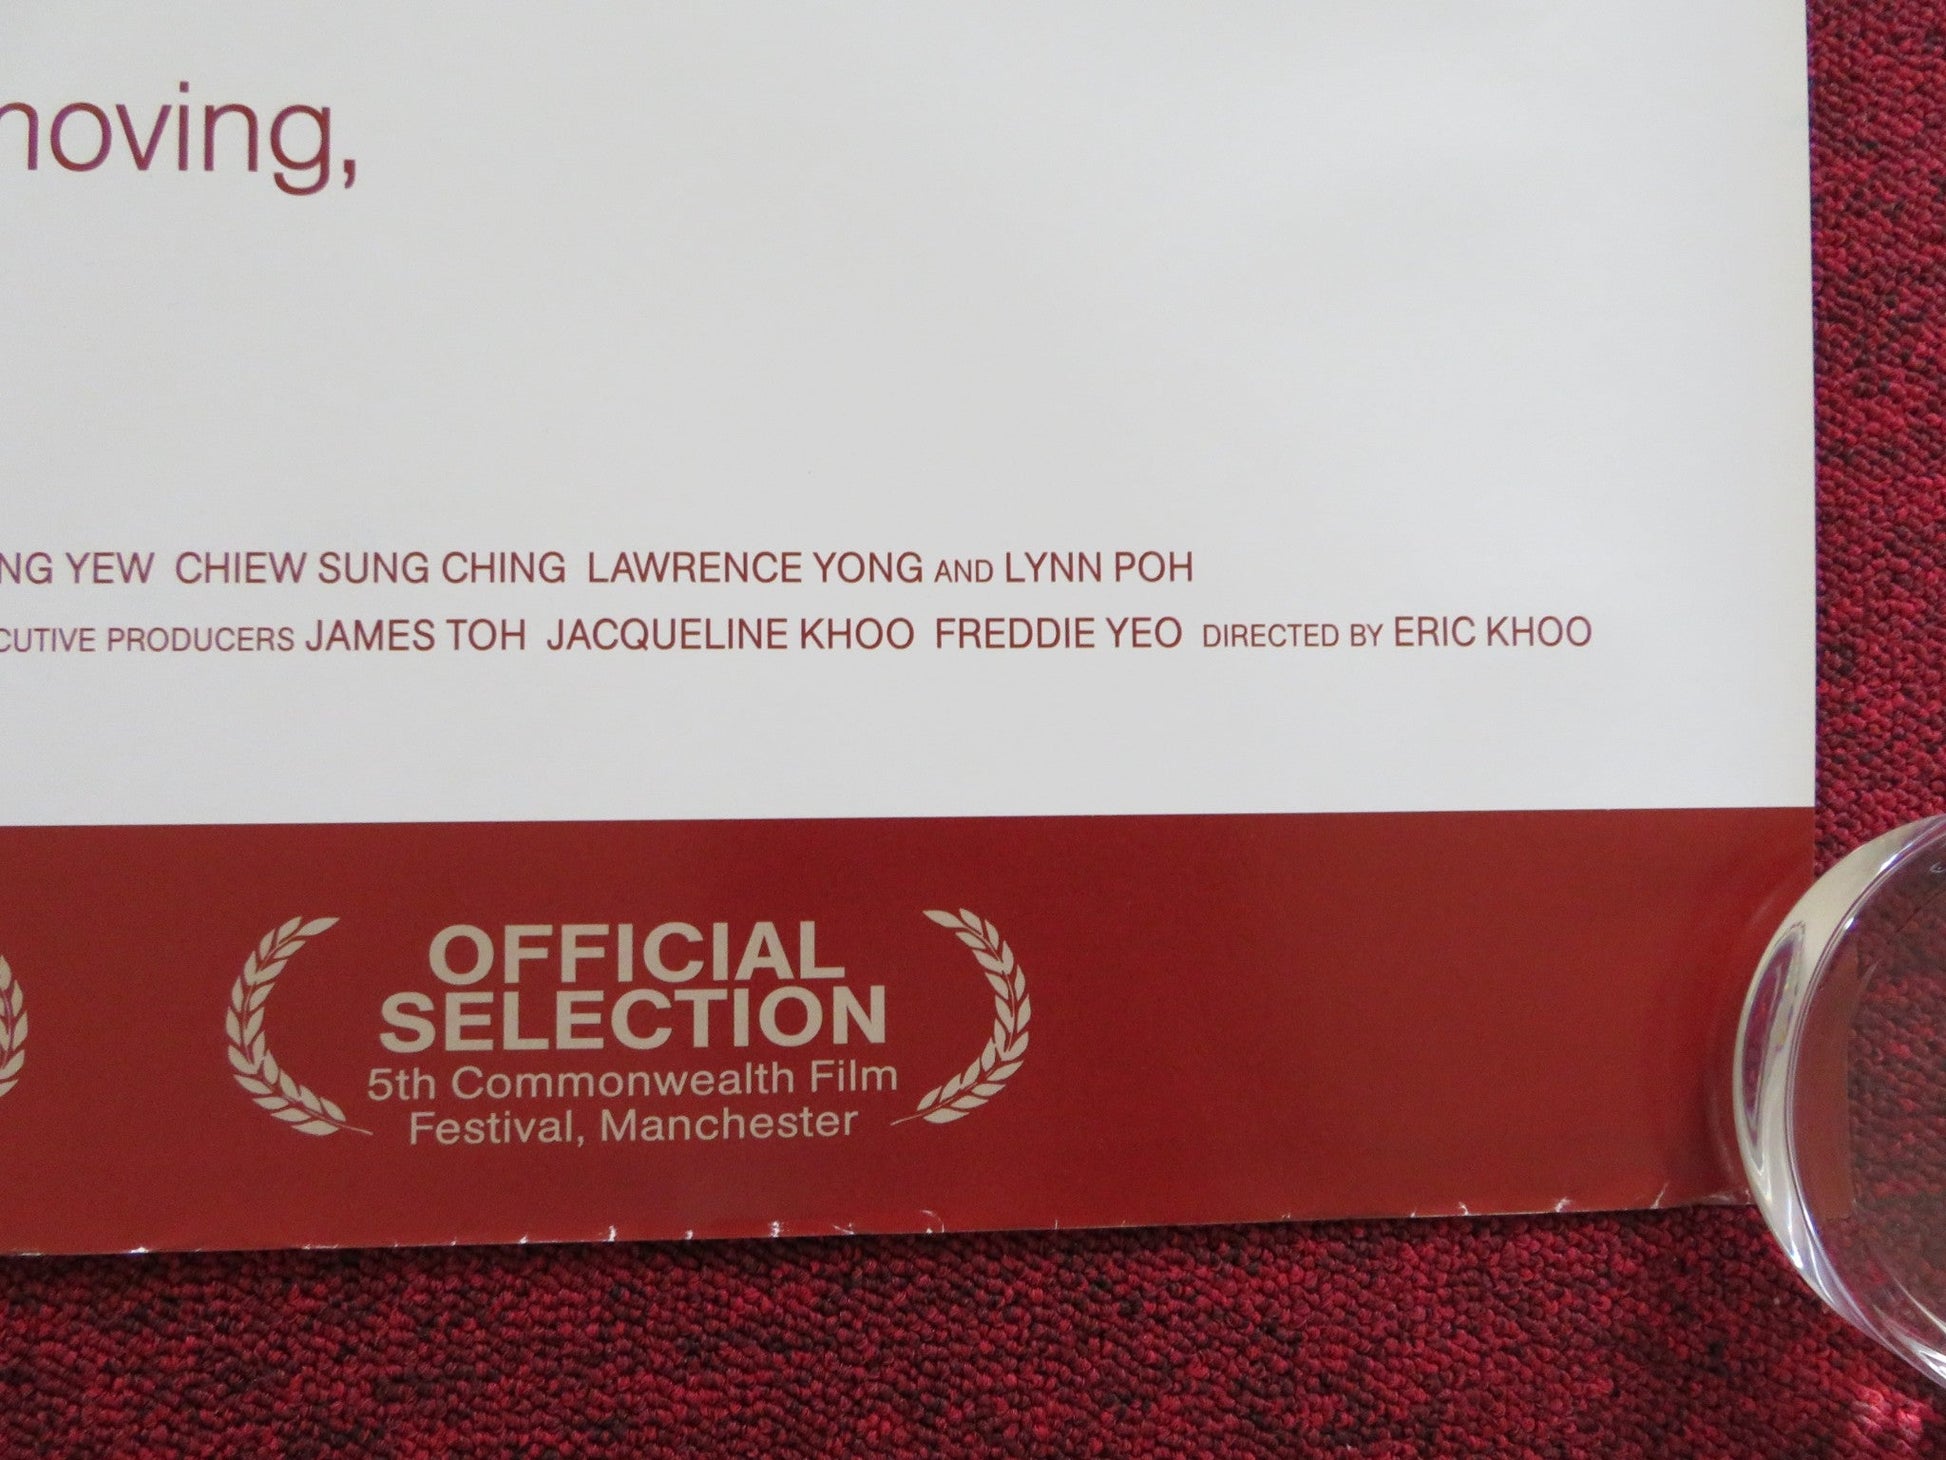 moving,
NG YEW CHIEW SUNG CHING LAWRENCE YONG AND LYNN POH
CUTIVE PRODUCERS JAMES TOH JACQUELINE KHOO FREDDIE YEO DIRECTED BY ERIC KHOO
OFFICIAL
SELECTION
5th Commonwealth Film
Festival, Manchester